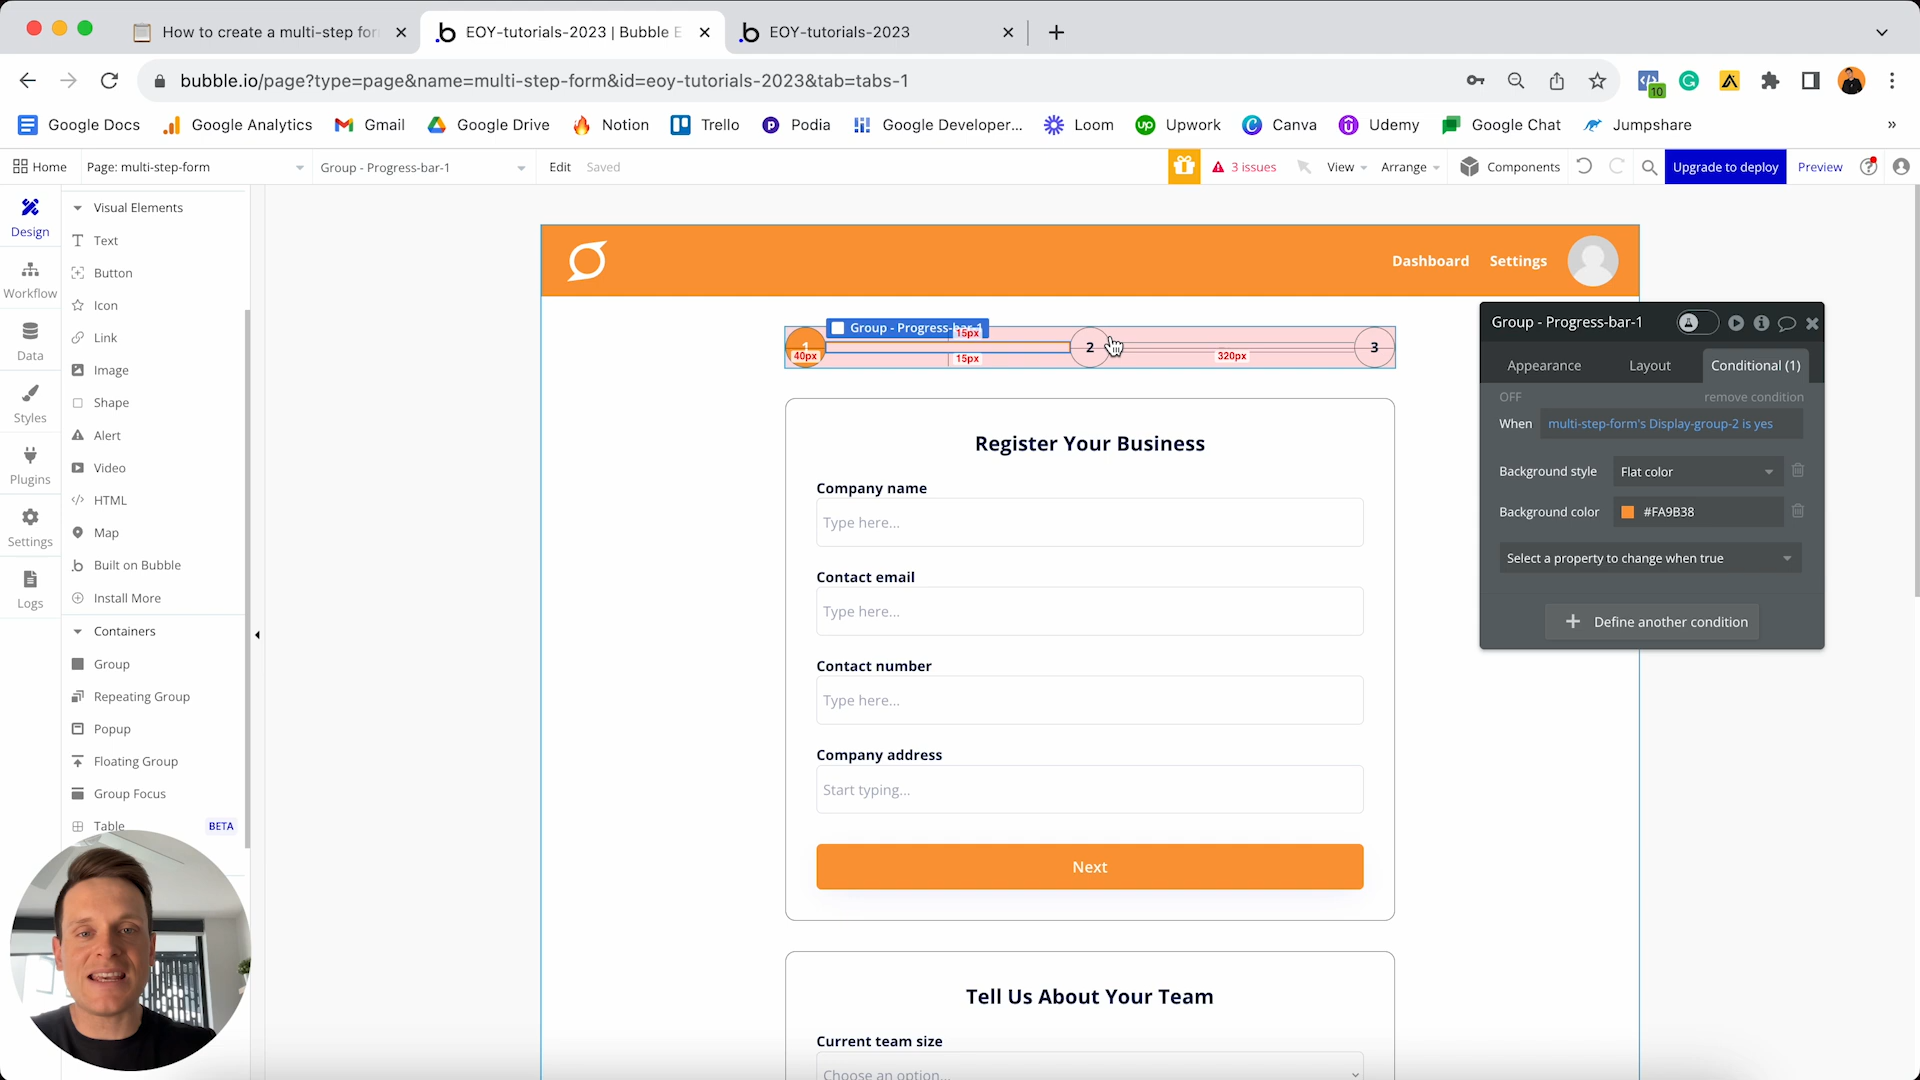 How to create a multi-step for
EOY-tutorials-2023 | Bubble E
EOY-tutorials-2023
bubble.io/page?type=page&name=multi-step-form&id=eoy-tutorials-2023&tab=tabs-1
10
Google Docs
Google Analytics
Gmail
Google Drive
Notion
Trello
Podia
Google Developer...
Loom
Upwork
Canva
Udemy
Google Chat
Jumpshare
»
Home
Page: multi-step-form
Group - Progress-bar-1
Edit
Saved
3 issues
View
Arrange
Components
Upgrade to deploy
Preview
Design
Workflow
Data
Styles
Plugins
Settings
Logs
Visual Elements
Text
Button
Icon
Link
Image
Shape
Alert
Video
HTML
Map
Built on Bubble
Install More
Containers
Group
Repeating Group
Popup
Floating Group
Group Focus
Table
BETA
Dashboard
Settings
Group - Progress-bar-1
15px
1
40px
15px
2
320px
3
Register Your Business
Company name
Type here...
Contact email
Type here...
Contact number
Type here...
Company address
Start typing...
Next
Tell Us About Your Team
Current team size
Choose an option...
Group - Progress-bar-1
Appearance
Layout
Conditional (1)
OFF
remove condition
When
multi-step-form's Display-group-2 is yes
Background style
Flat color
Background color
#FA9B38
Select a property to change when true
Define another condition